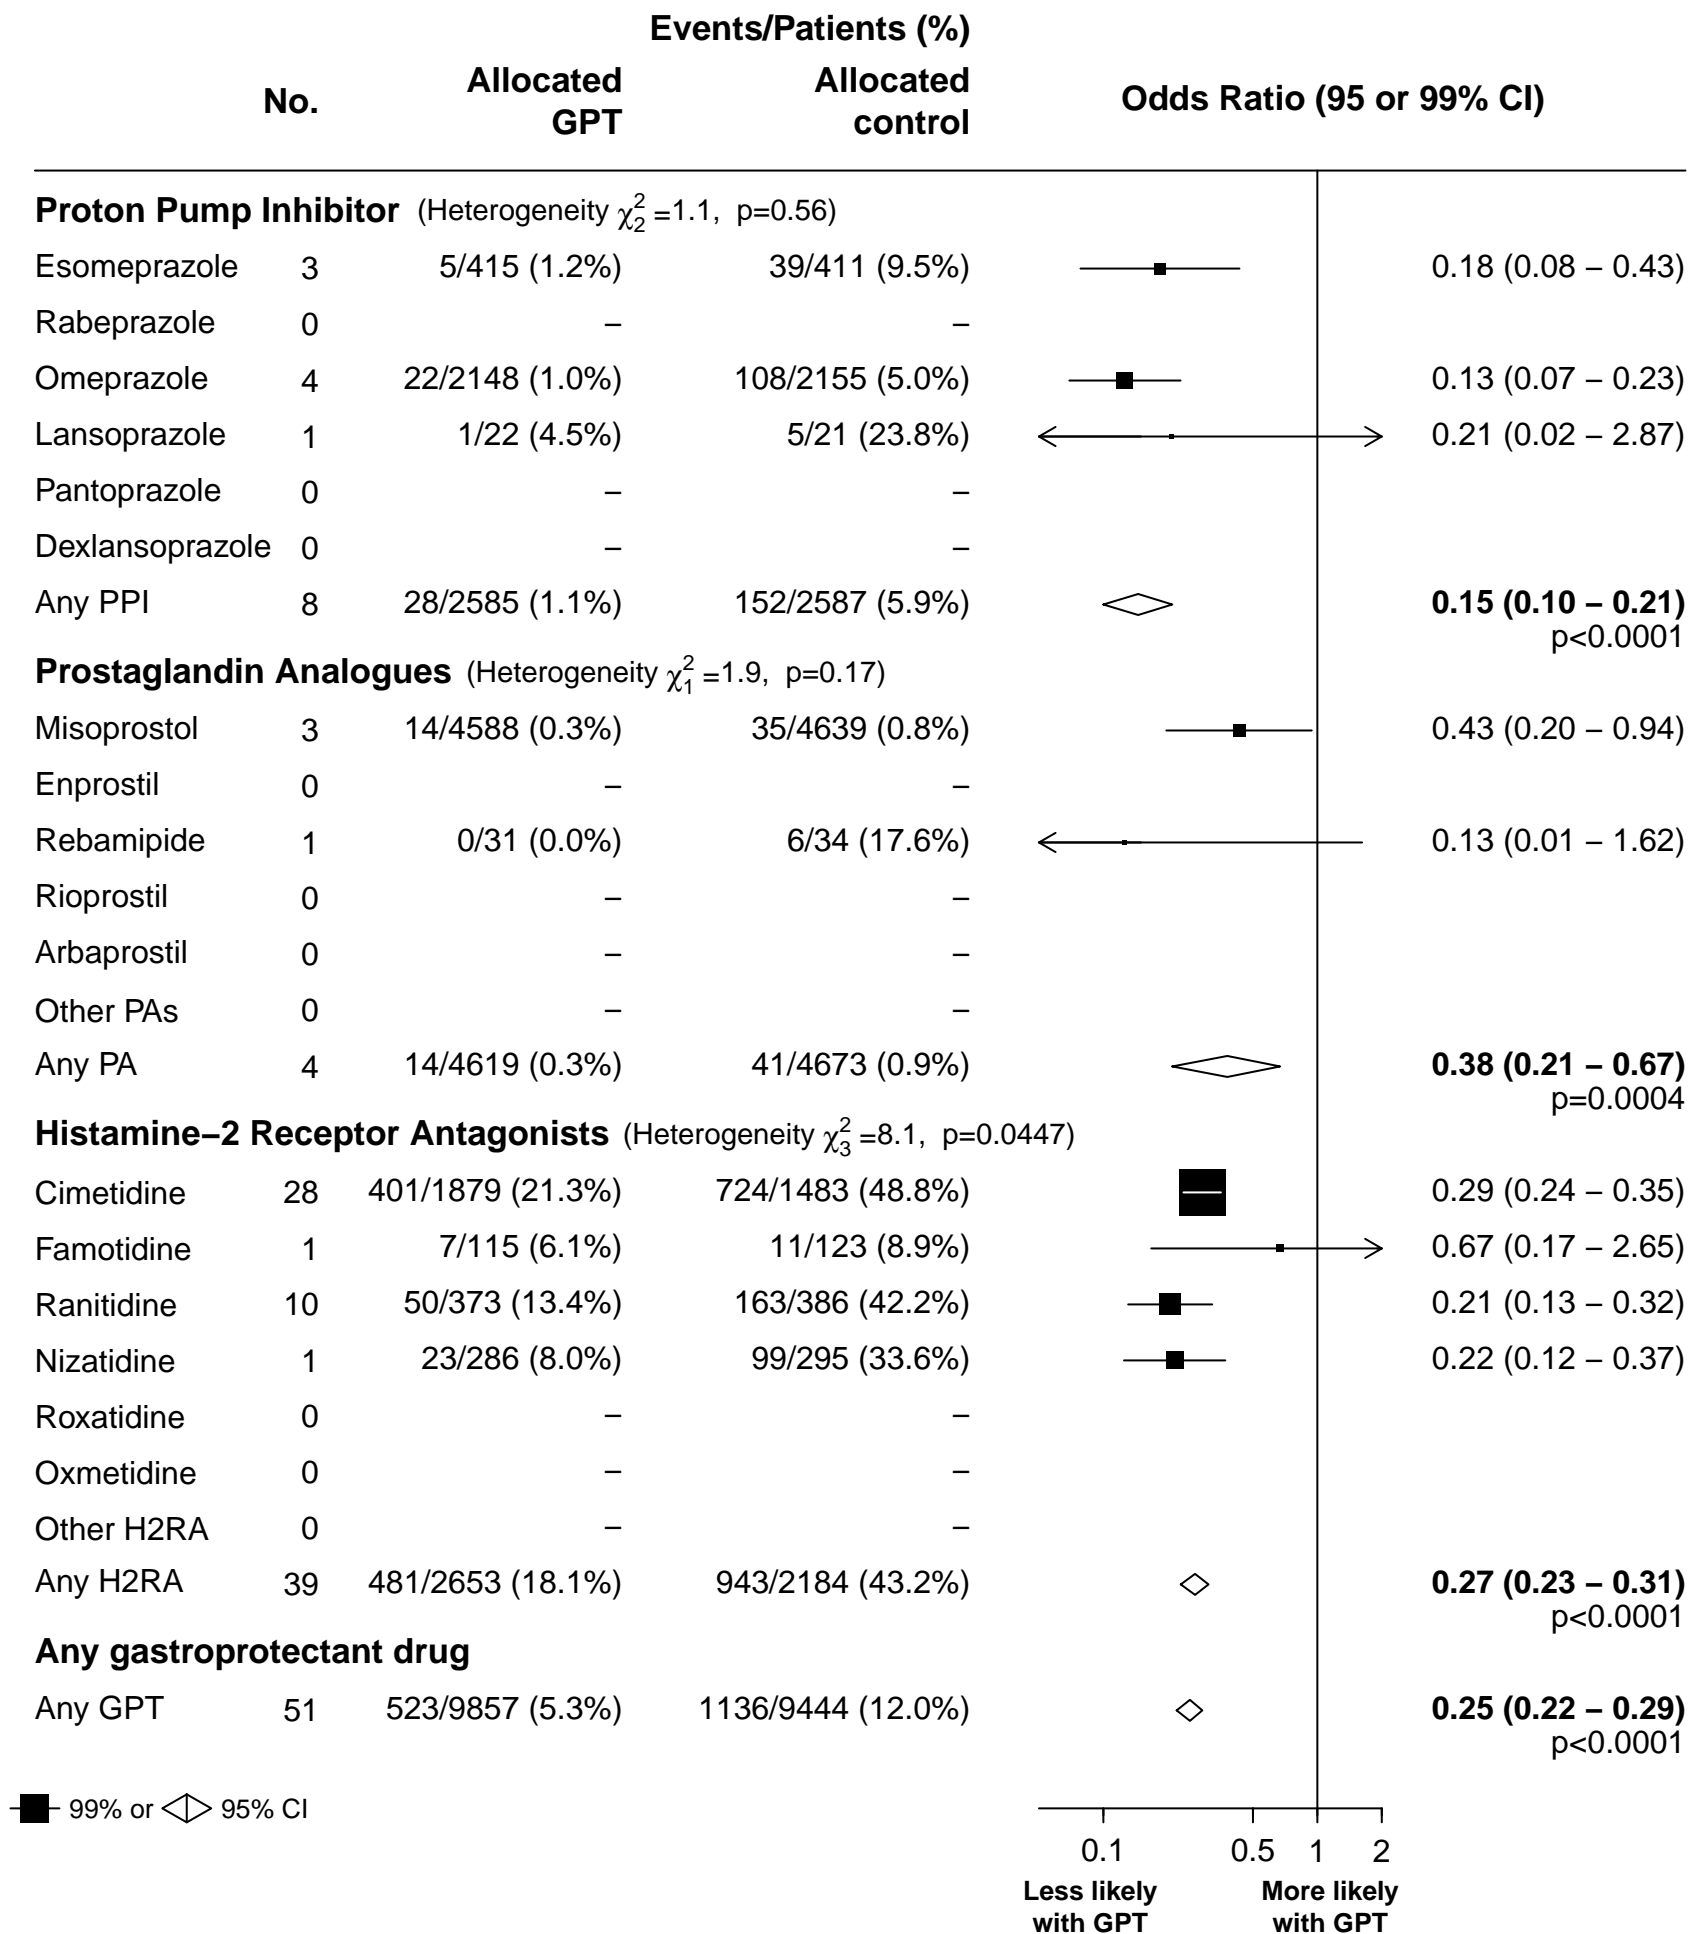 Events/Patients (%)
No. Allocated GPT Allocated control Odds Ratio (95 or 99% CI)
Proton Pump Inhibitor (Heterogeneity χ²₂ =1.1, p=0.56)
Esomeprazole 3 5/415 (1.2%) 39/411 (9.5%) 0.18 (0.08 – 0.43)
Rabeprazole 0 – –
Omeprazole 4 22/2148 (1.0%) 108/2155 (5.0%) 0.13 (0.07 – 0.23)
Lansoprazole 1 1/22 (4.5%) 5/21 (23.8%) 0.21 (0.02 – 2.87)
Pantoprazole 0 – –
Dexlansoprazole 0 – –
Any PPI 8 28/2585 (1.1%) 152/2587 (5.9%) 0.15 (0.10 – 0.21)
p<0.0001
Prostaglandin Analogues (Heterogeneity χ²₁ =1.9, p=0.17)
Misoprostol 3 14/4588 (0.3%) 35/4639 (0.8%) 0.43 (0.20 – 0.94)
Enprostil 0 – –
Rebamipide 1 0/31 (0.0%) 6/34 (17.6%) 0.13 (0.01 – 1.62)
Rioprostil 0 – –
Arbaprostil 0 – –
Other PAs 0 – –
Any PA 4 14/4619 (0.3%) 41/4673 (0.9%) 0.38 (0.21 – 0.67)
p=0.0004
Histamine–2 Receptor Antagonists (Heterogeneity χ²₃ =8.1, p=0.0447)
Cimetidine 28 401/1879 (21.3%) 724/1483 (48.8%) 0.29 (0.24 – 0.35)
Famotidine 1 7/115 (6.1%) 11/123 (8.9%) 0.67 (0.17 – 2.65)
Ranitidine 10 50/373 (13.4%) 163/386 (42.2%) 0.21 (0.13 – 0.32)
Nizatidine 1 23/286 (8.0%) 99/295 (33.6%) 0.22 (0.12 – 0.37)
Roxatidine 0 – –
Oxmetidine 0 – –
Other H2RA 0 – –
Any H2RA 39 481/2653 (18.1%) 943/2184 (43.2%) 0.27 (0.23 – 0.31)
p<0.0001
Any gastroprotectant drug
Any GPT 51 523/9857 (5.3%) 1136/9444 (12.0%) 0.25 (0.22 – 0.29)
p<0.0001
99% or 95% CI
0.1 0.5 1 2
Less likely with GPT More likely with GPT